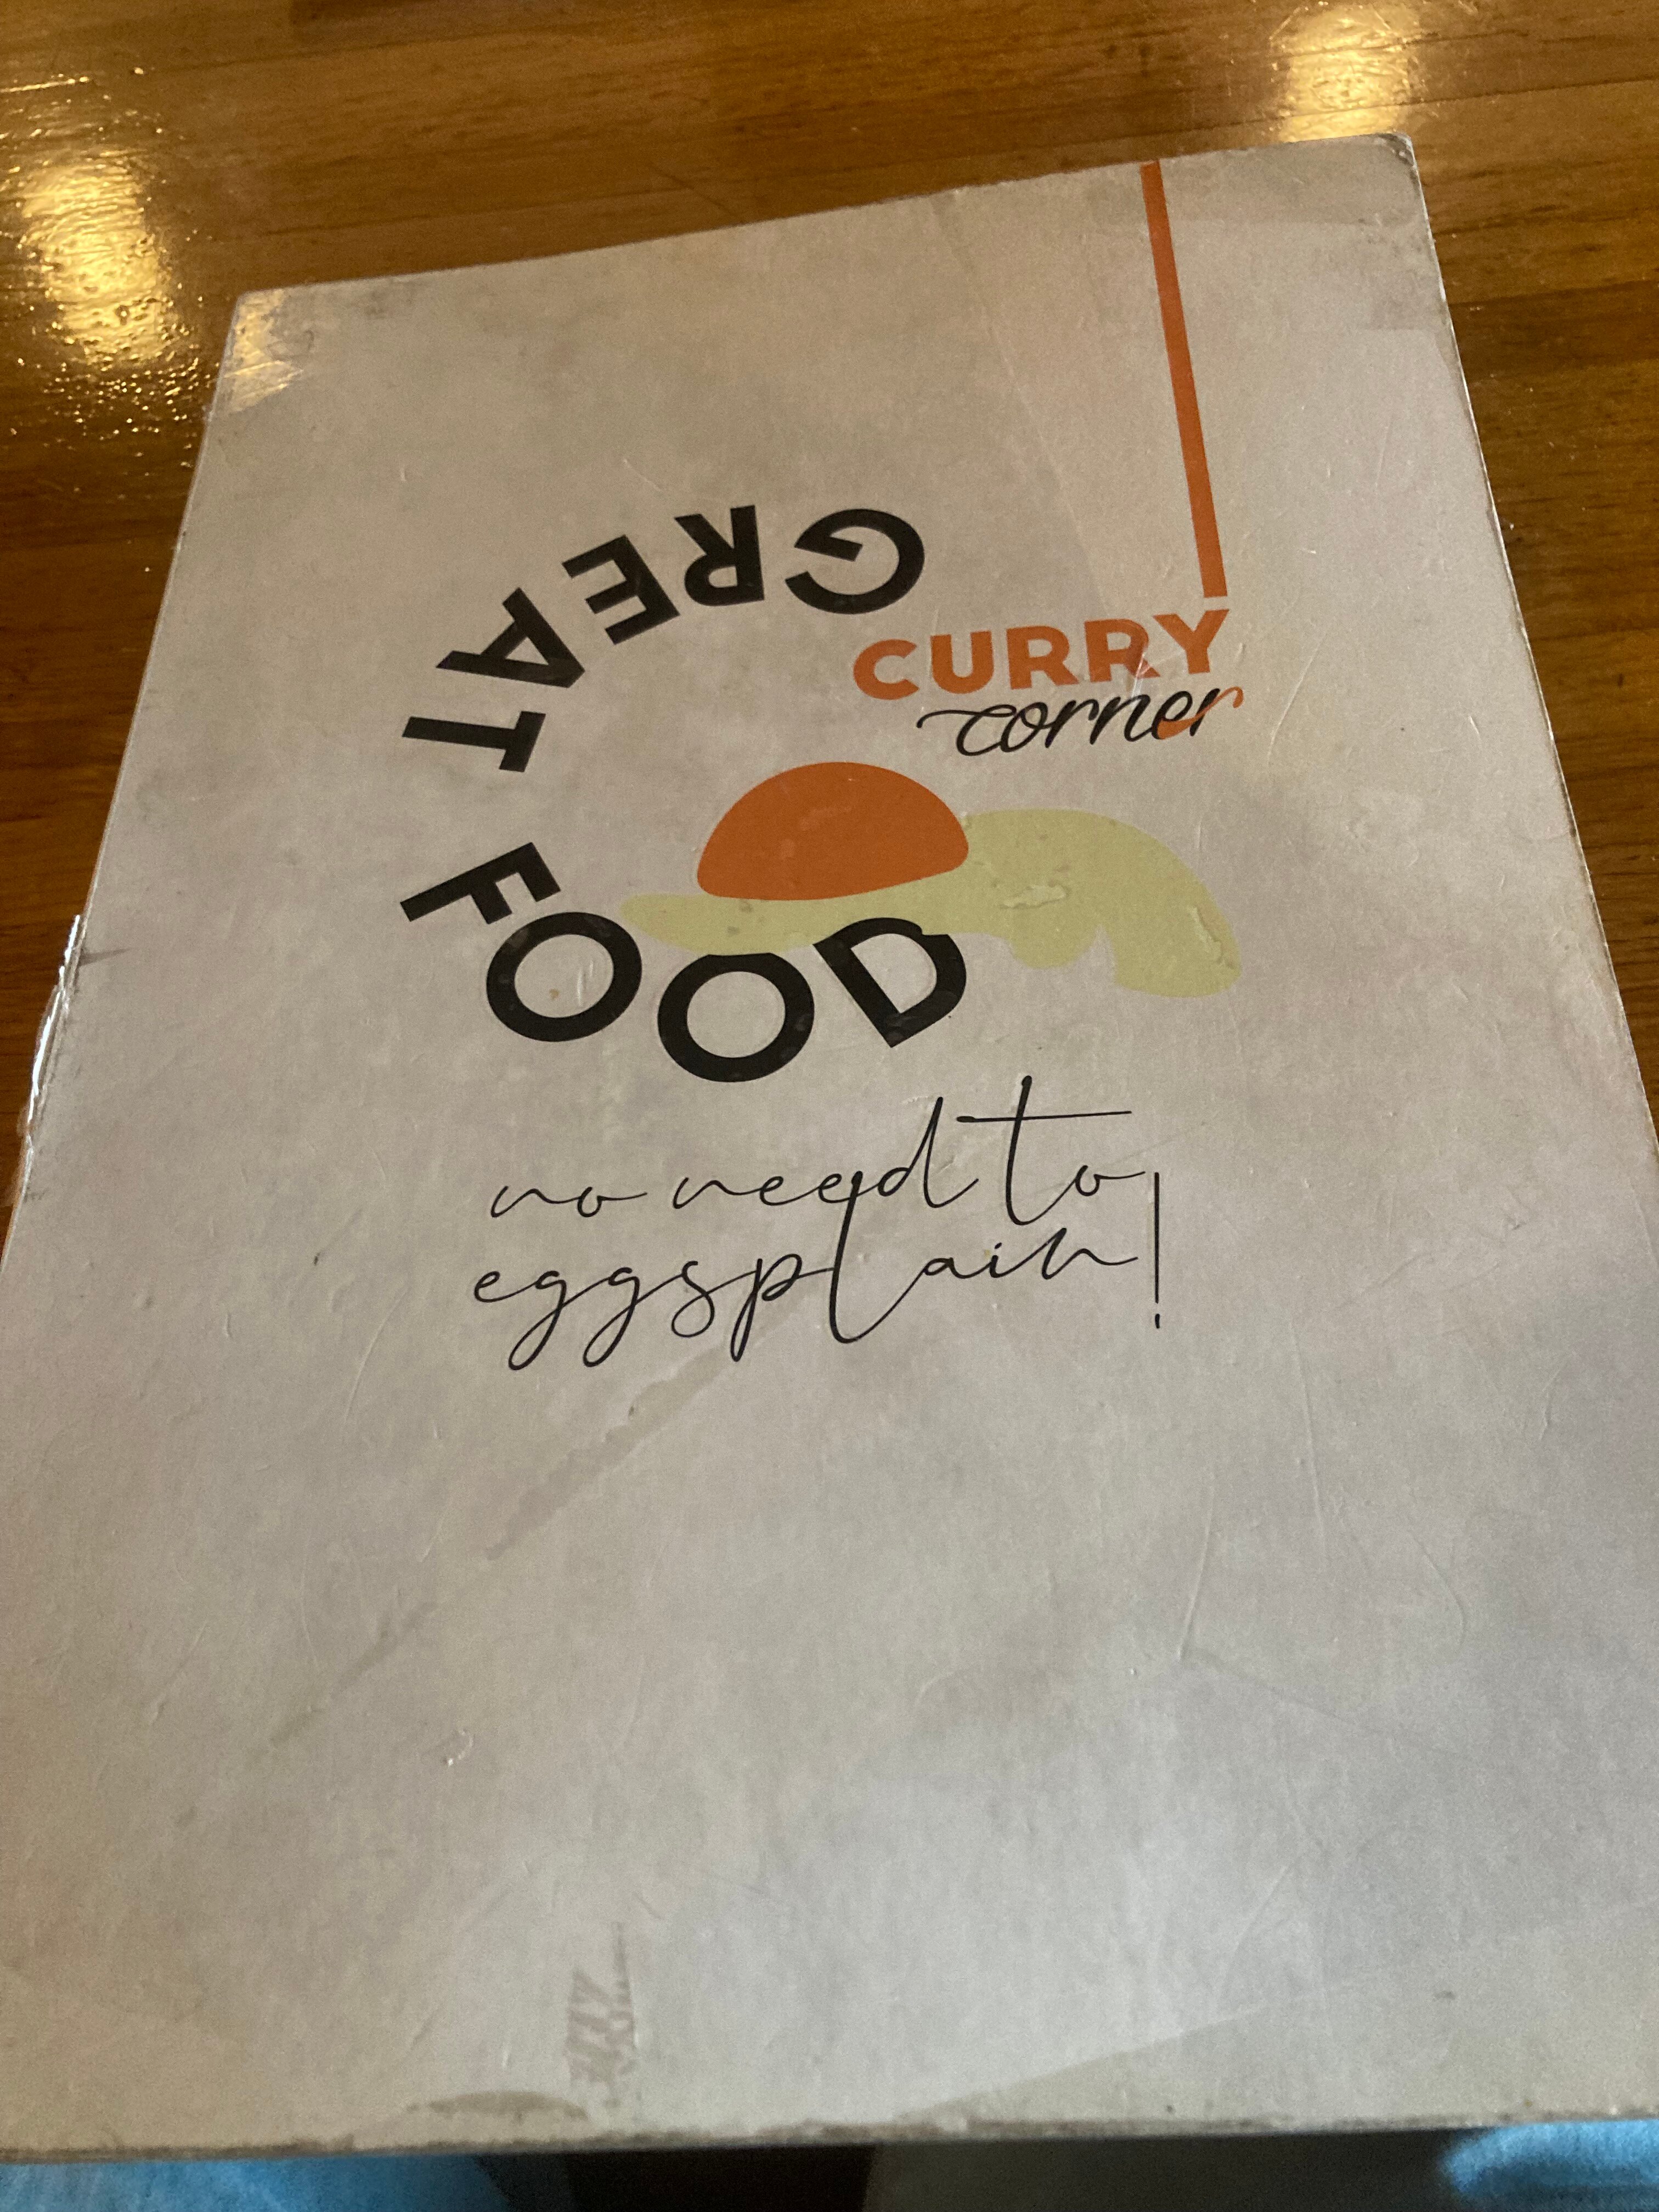 GREAT FOOD
CURRY
corner
no need to
eggsplain!